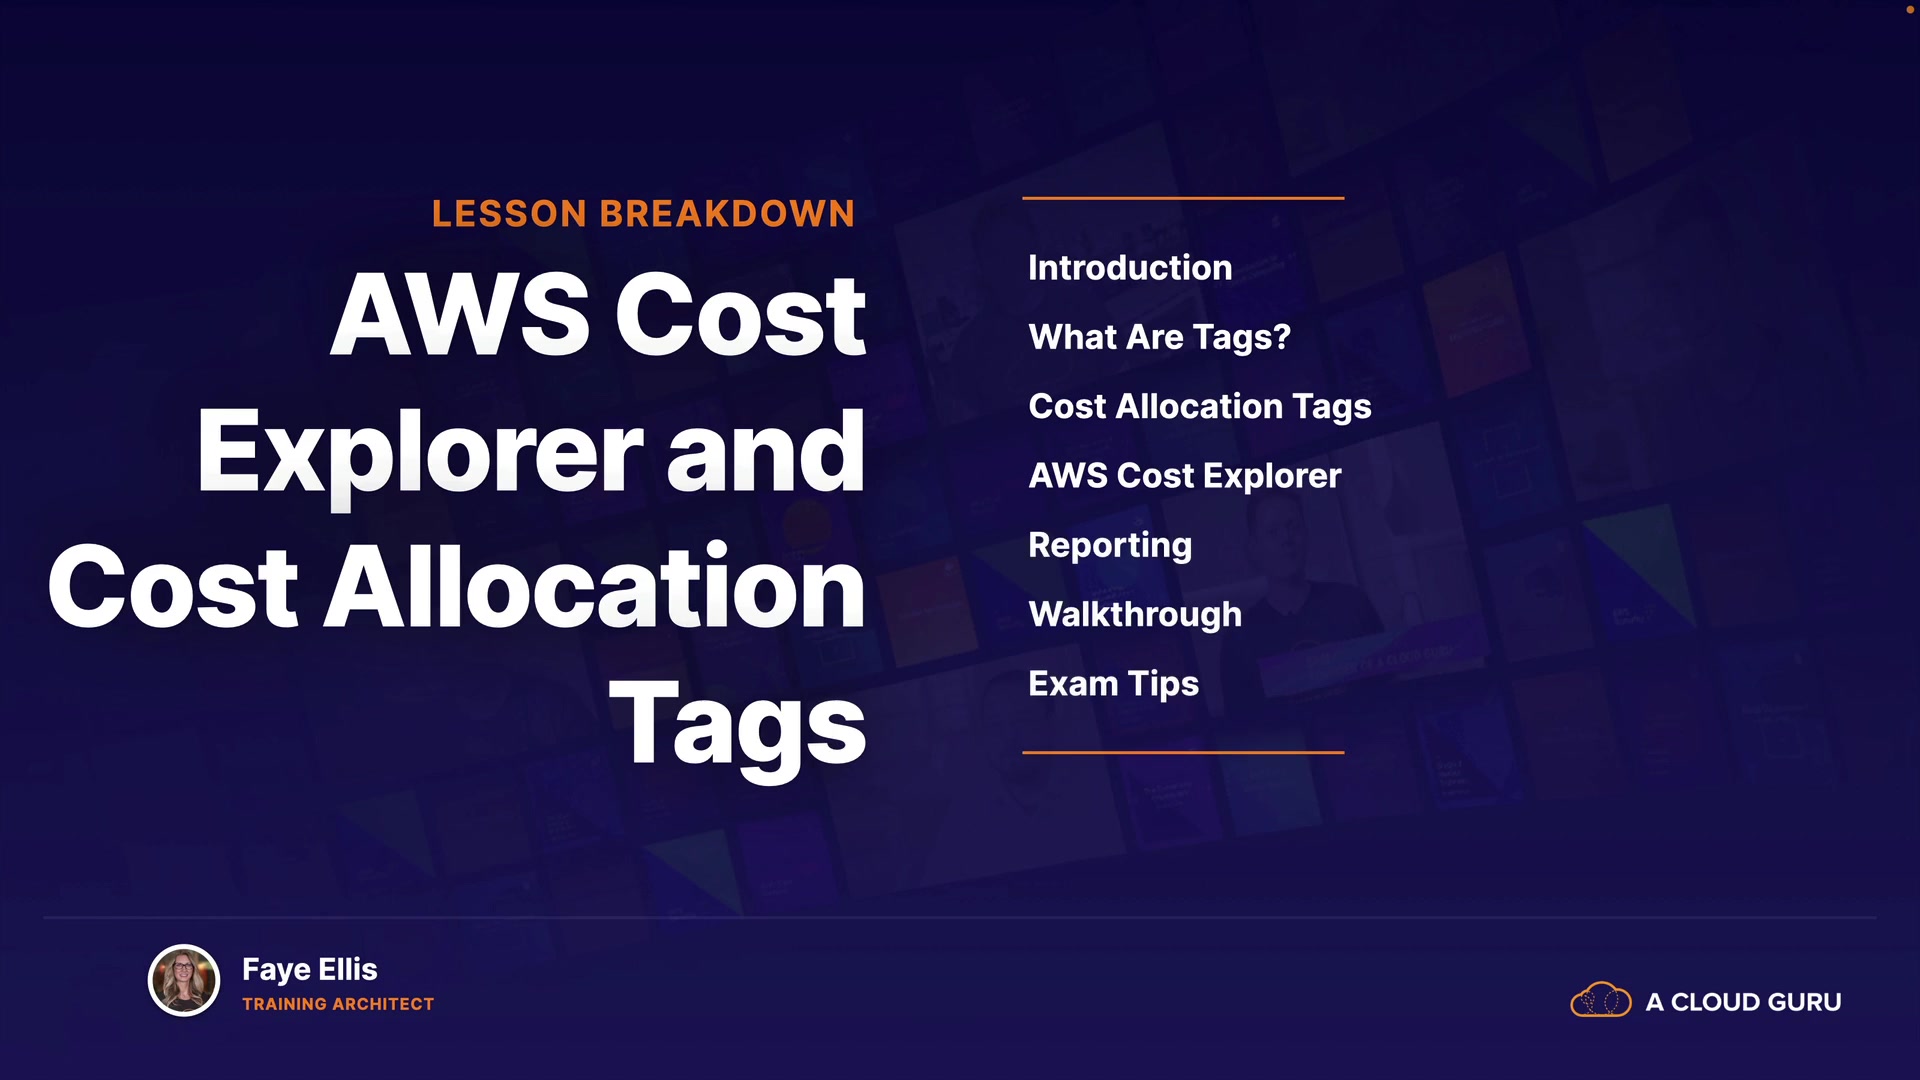 LESSON BREAKDOWN
AWS Cost
Explorer and
Cost Allocation
Tags
Introduction
What Are Tags?
Cost Allocation Tags
AWS Cost Explorer
Reporting
Walkthrough
Exam Tips
Faye Ellis
TRAINING ARCHITECT
A CLOUD GURU